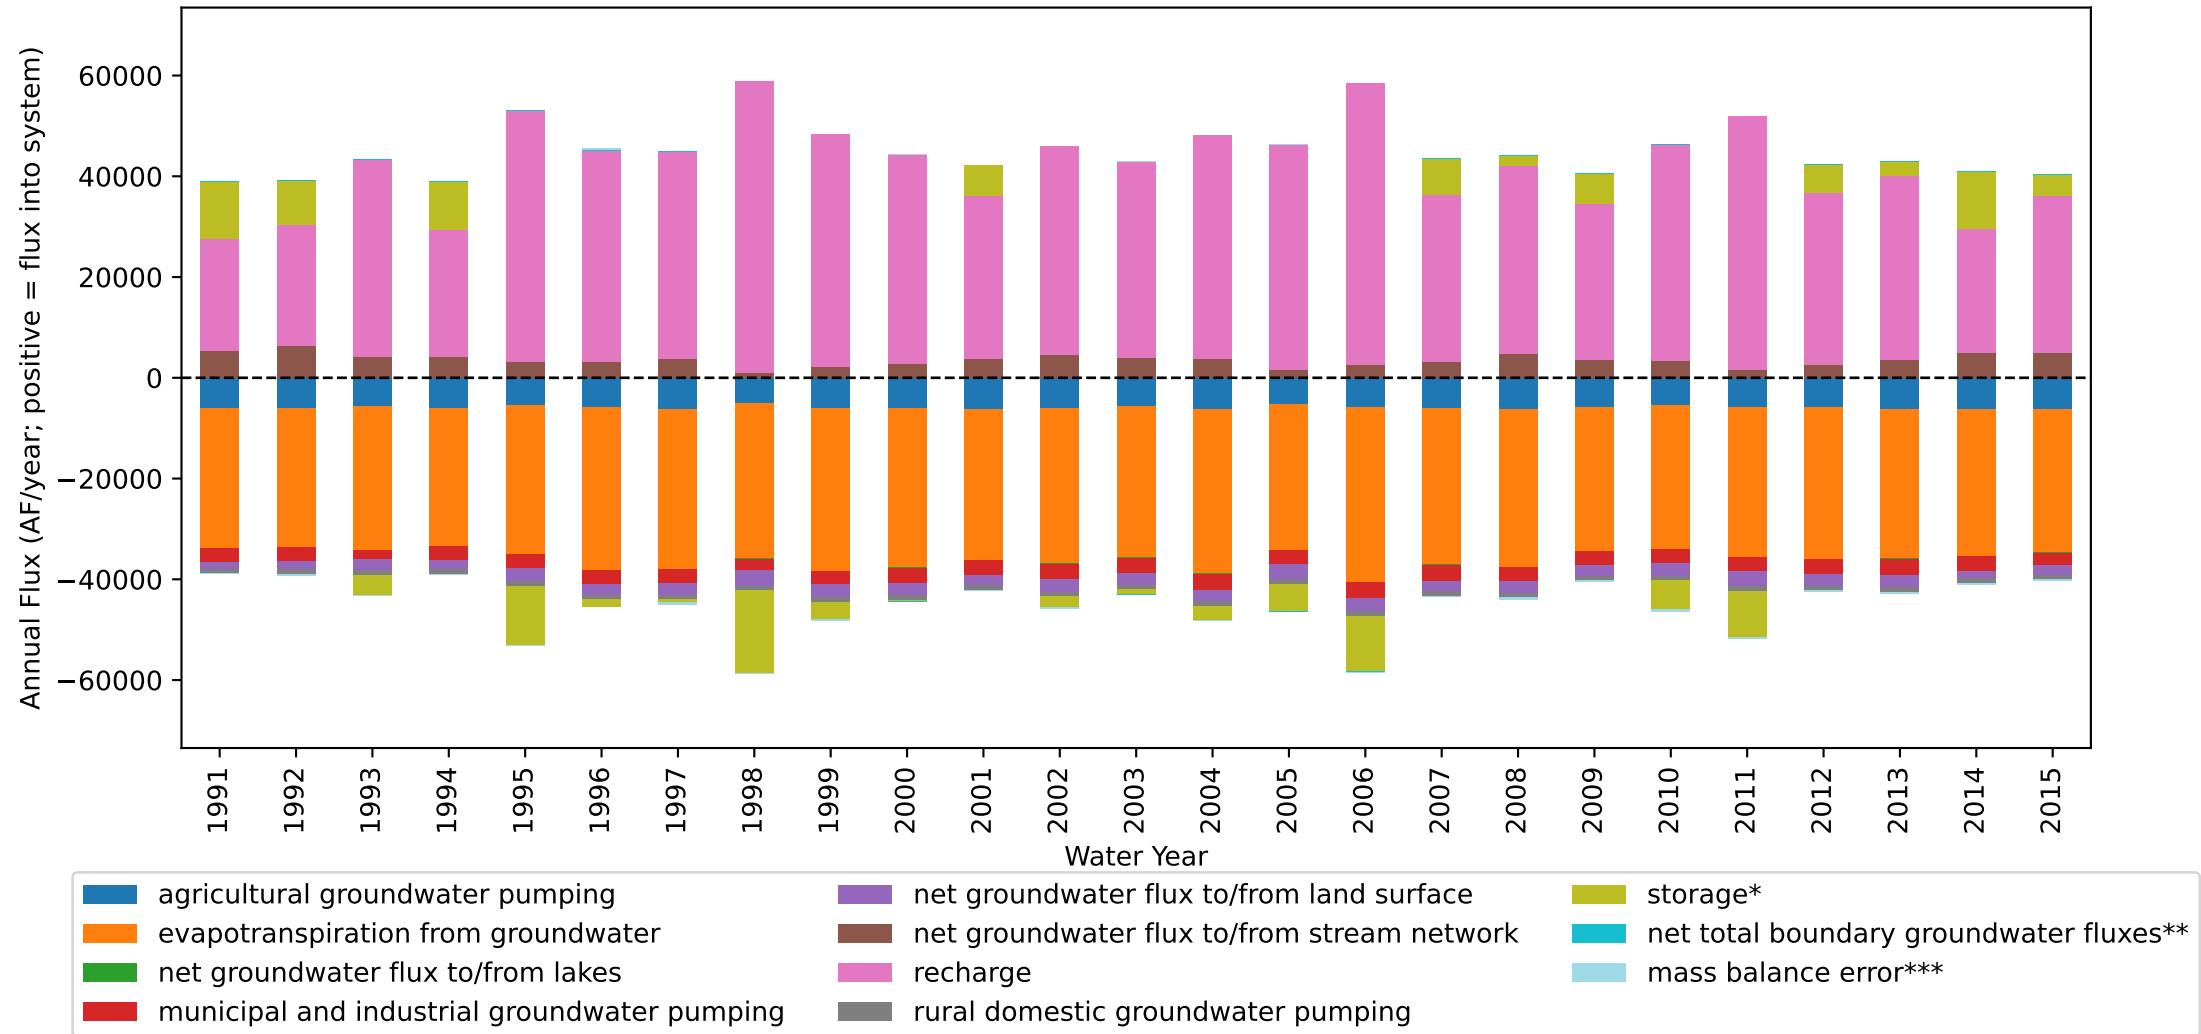 Annual Flux (AF/year; positive = flux into system)
60000
40000
20000
0
−20000
−40000
−60000
1991 1992 1993 1994 1995 1996 1997 1998 1999 2000 2001 2002 2003 2004 2005 2006 2007 2008 2009 2010 2011 2012 2013 2014 2015
Water Year
agricultural groundwater pumping
evapotranspiration from groundwater
net groundwater flux to/from lakes
municipal and industrial groundwater pumping
net groundwater flux to/from land surface
net groundwater flux to/from stream network
recharge
rural domestic groundwater pumping
storage*
net total boundary groundwater fluxes**
mass balance error***